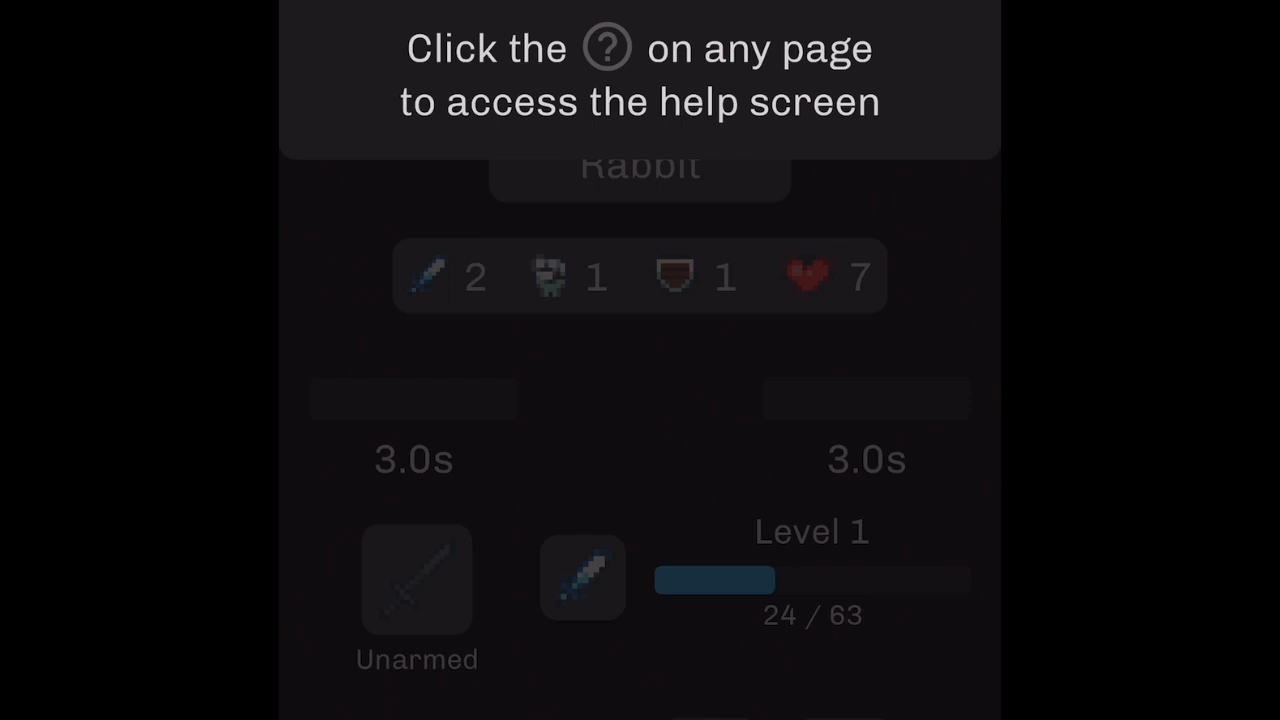 Click the ? on any page
to access the help screen
Rabbit
2 1 1 7
3.0s 3.0s
Level 1
24 / 63
Unarmed